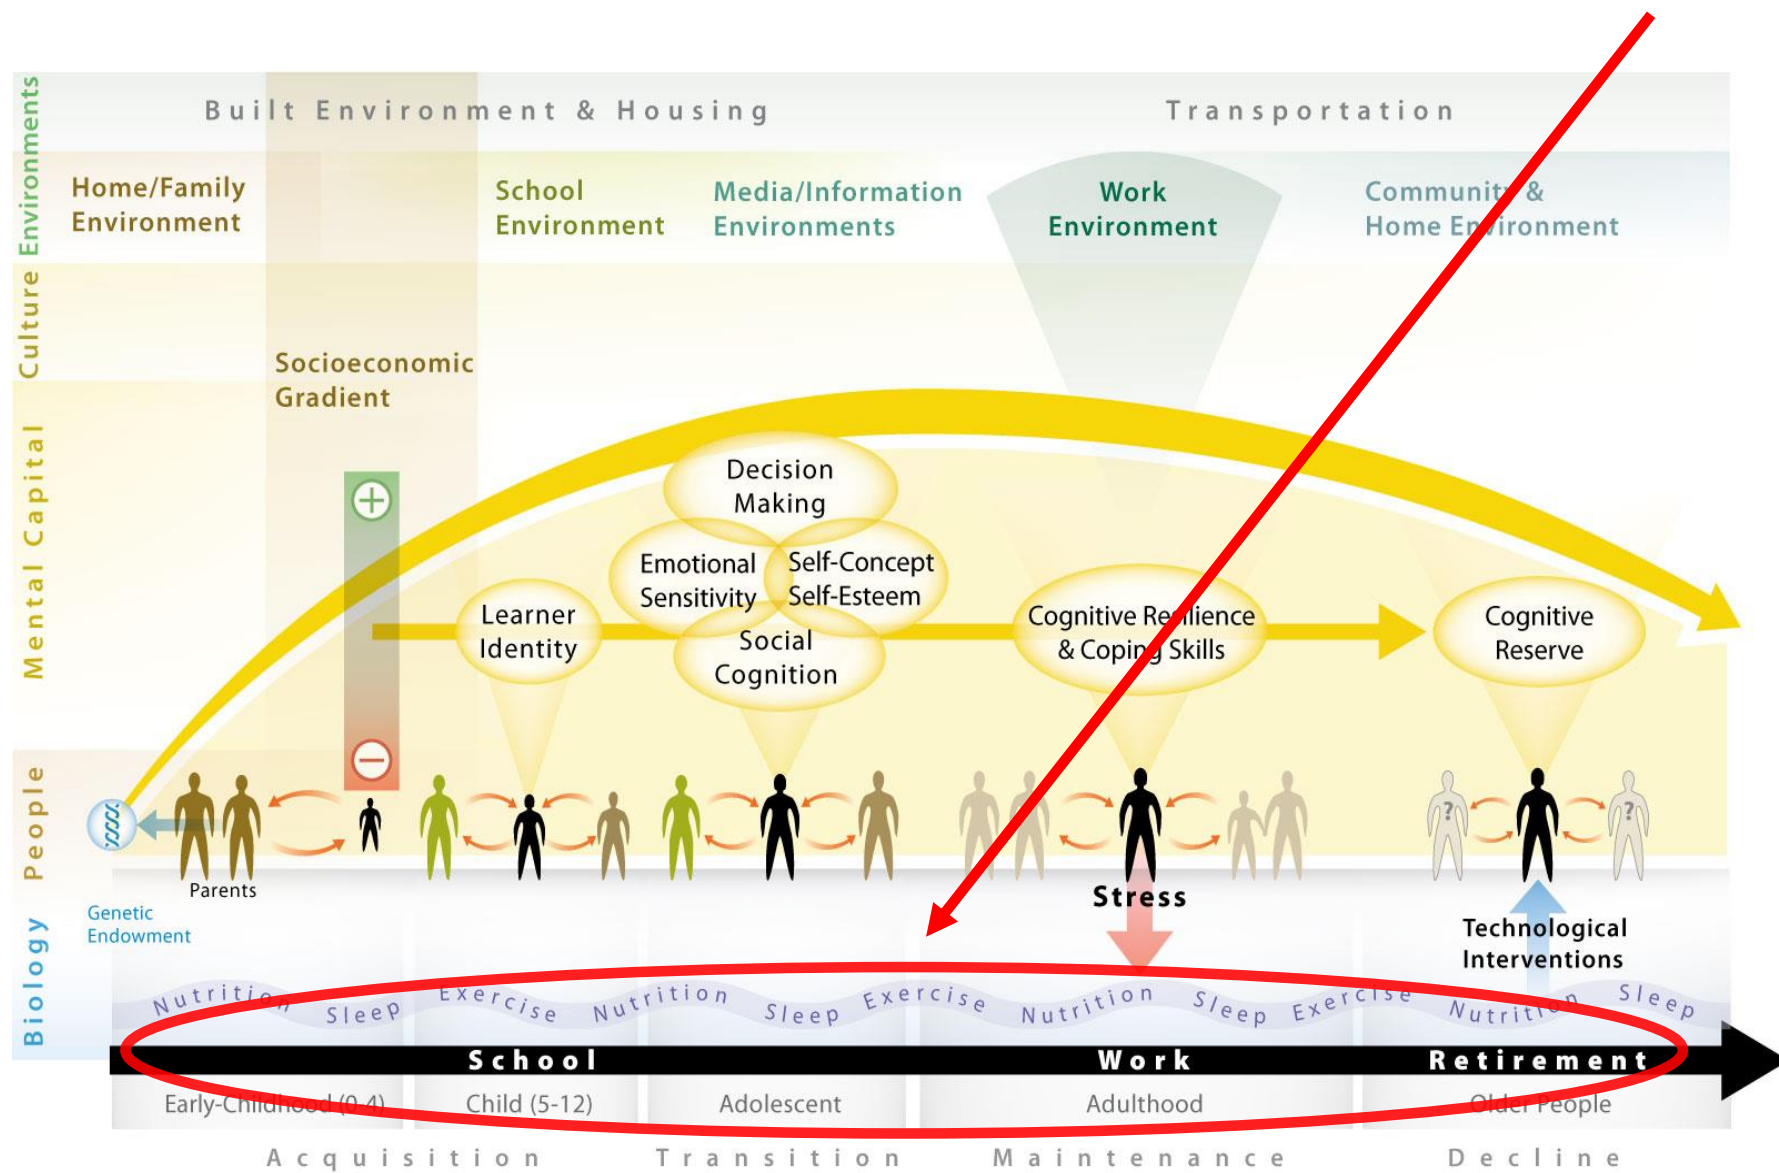 Built Environment & Housing
Transportation
Environments
Home/Family
Environment
School
Environment
Media/Information
Environments
Work
Environment
Community &
Home Environment
Culture
Socioeconomic
Gradient
Mental Capital
+
Decision
Making
Emotional
Sensitivity
Self-Concept
Self-Esteem
Learner
Identity
Social
Cognition
Cognitive Resilience
& Coping Skills
Cognitive
Reserve
−
People
? ?
Parents
Stress
Genetic
Endowment
Technological
Interventions
Biology
Nutrition Sleep Exercise Nutrition Sleep Exercise Nutrition Sleep Exercise Nutrition Sleep
School Work Retirement
Early-Childhood (0-4) Child (5-12) Adolescent Adulthood Older People
Acquisition Transition Maintenance Decline